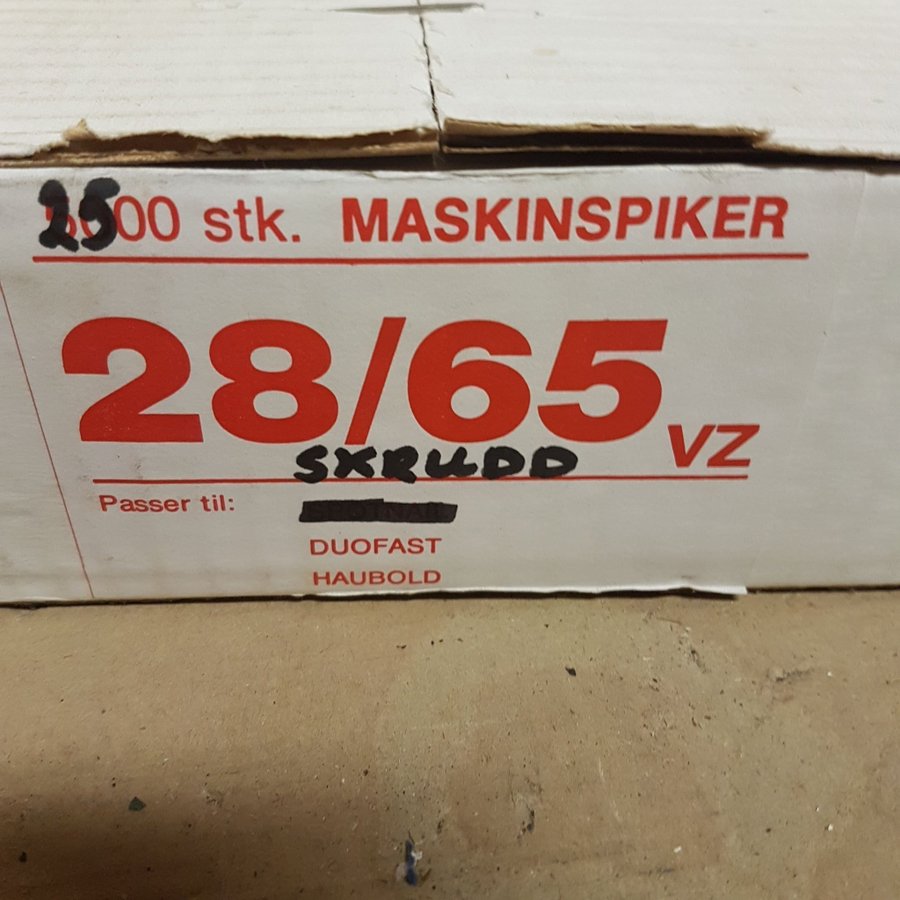 2500 stk. MASKINSPIKER
28/65 VZ
SKRUDD
Passer til:
DUOFAST
HAUBOLD